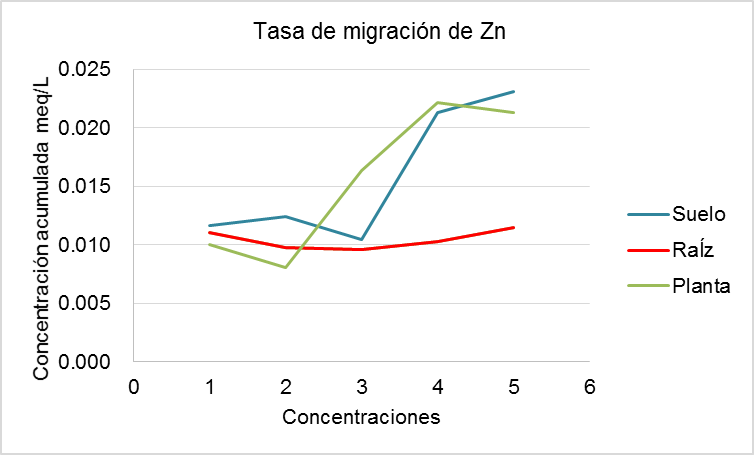 Tasa de migración de Zn
Concentración acumulada meq/L
0.025
0.020
0.015
0.010
0.005
0.000
0 1 2 3 4 5 6
Concentraciones
Suelo
RaÍz
Planta